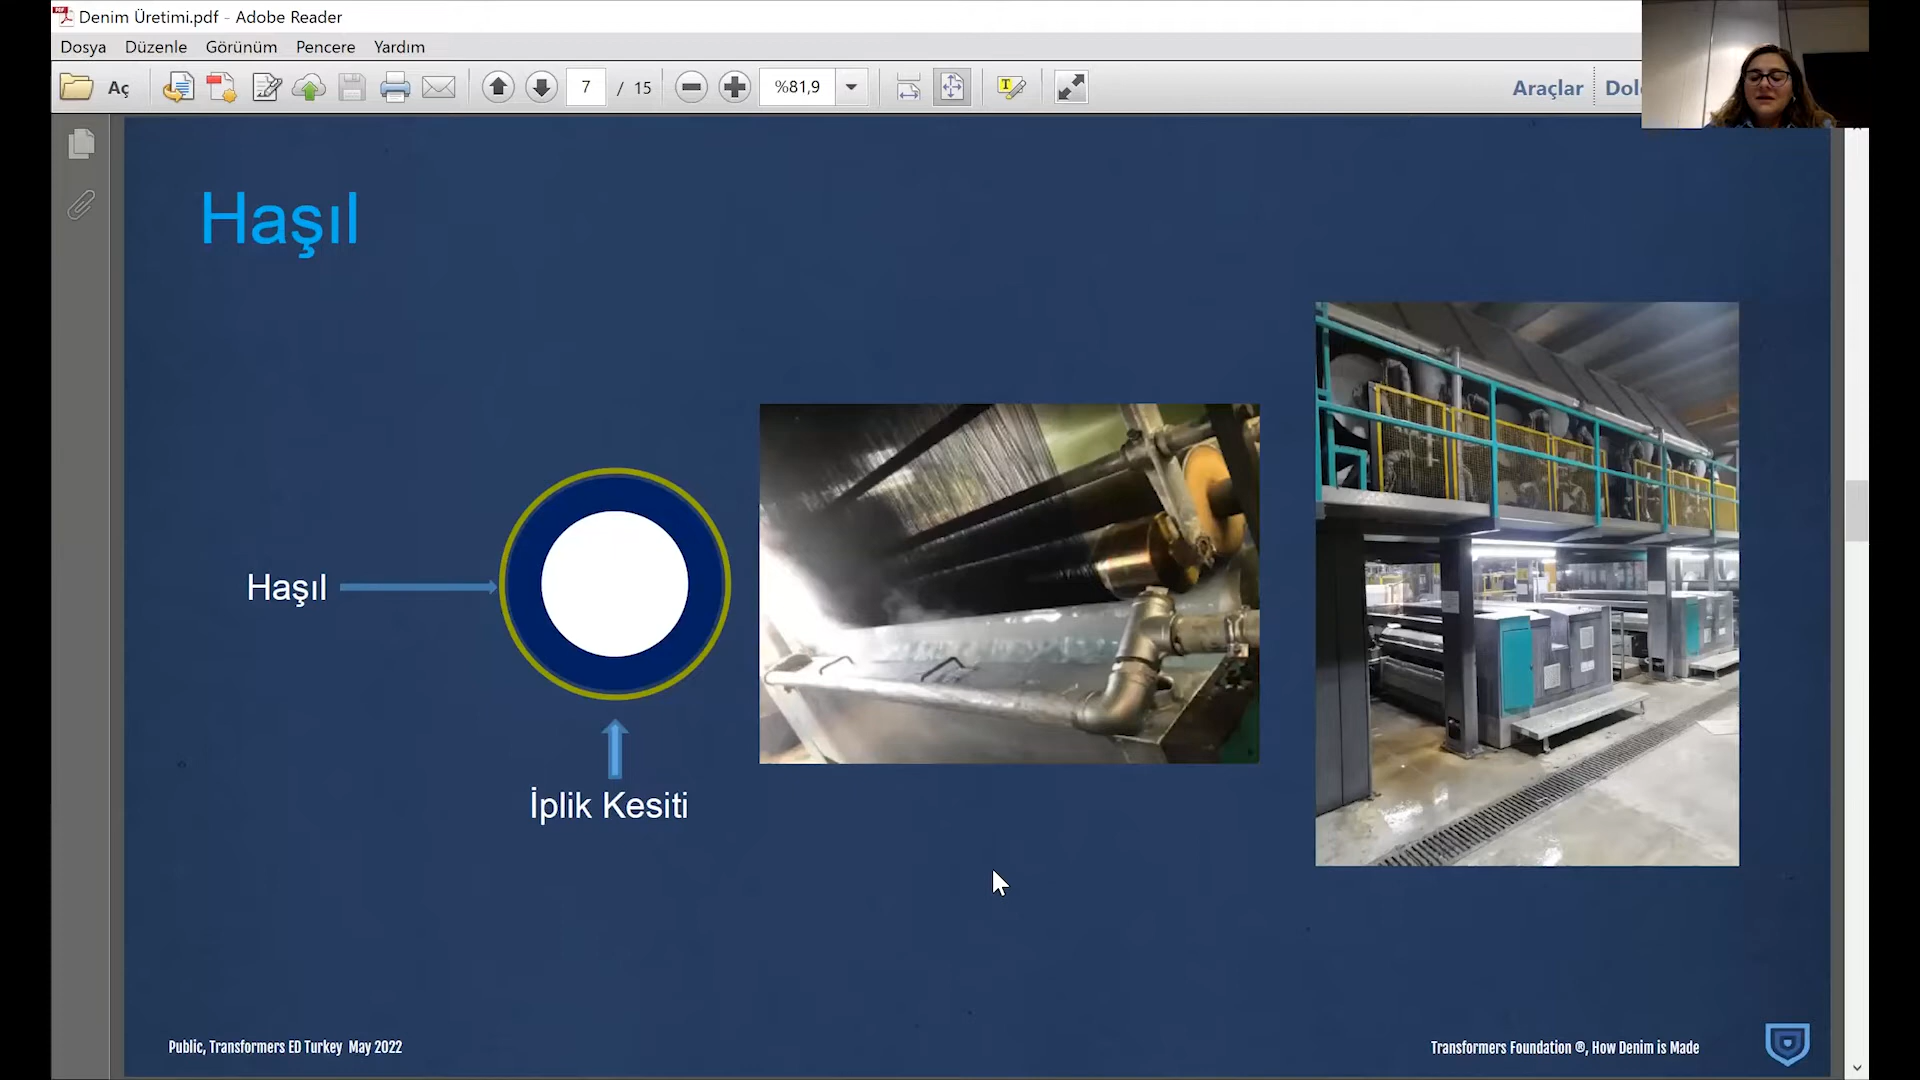 Denim Üretimi.pdf - Adobe Reader
Dosya Düzenle Görünüm Pencere Yardım
Aç 7 / 15 %81,9 Araçlar
Haşıl
Haşıl
İplik Kesiti
Public, Transformers ED Turkey May 2022
Transformers Foundation ®, How Denim is Made